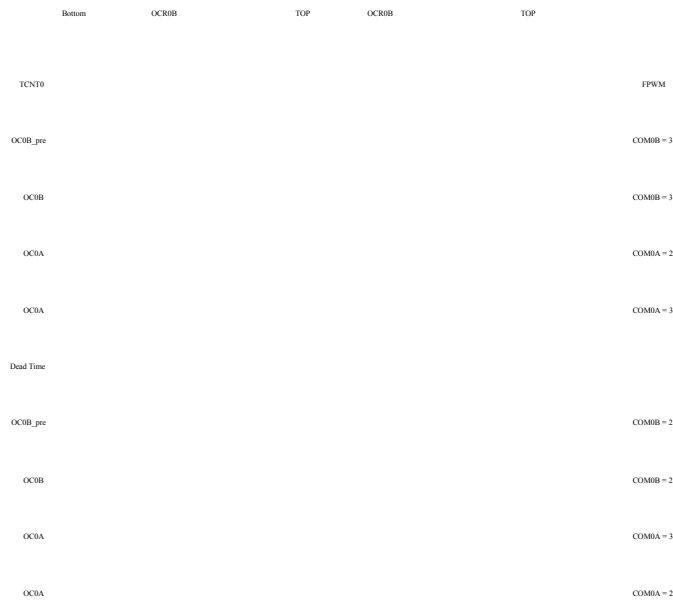 Bottom OCR0B TOP OCR0B TOP
TCNT0 FPWM
OC0B_pre COM0B = 3
OC0B COM0B = 3
OC0A COM0A = 2
OC0A COM0A = 3
Dead Time
OC0B_pre COM0B = 2
OC0B COM0B = 2
OC0A COM0A = 3
OC0A COM0A = 2